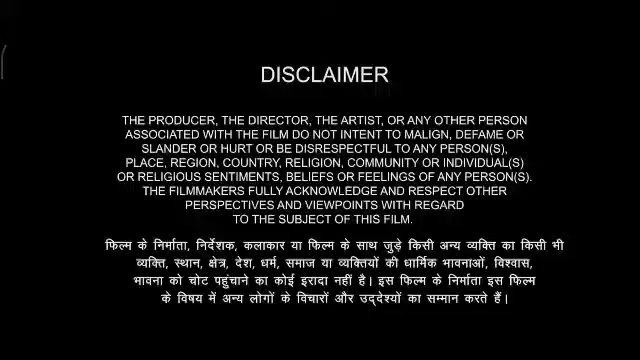 DISCLAIMER
THE PRODUCER, THE DIRECTOR, THE ARTIST, OR ANY OTHER PERSON
ASSOCIATED WITH THE FILM DO NOT INTENT TO MALIGN, DEFAME OR
SLANDER OR HURT OR BE DISRESPECTFUL TO ANY PERSON(S),
PLACE, REGION, COUNTRY, RELIGION, COMMUNITY OR INDIVIDUAL(S)
OR RELIGIOUS SENTIMENTS, BELIEFS OR FEELINGS OF ANY PERSON(S).
THE FILMMAKERS FULLY ACKNOWLEDGE AND RESPECT OTHER
PERSPECTIVES AND VIEWPOINTS WITH REGARD
TO THE SUBJECT OF THIS FILM.
फिल्म के निर्माता, निर्देशक, कलाकार या फिल्म के साथ जुड़े किसी अन्य व्यक्ति का किसी भी
व्यक्ति, स्थान, क्षेत्र, देश, धर्म, समाज या व्यक्तियों की धार्मिक भावनाओं, विश्वास,
भावना को चोट पहुंचाने का कोई इरादा नहीं है। इस फिल्म के निर्माता इस फिल्म
के विषय में अन्य लोगों के विचारों और उद्देश्यों का सम्मान करते हैं।